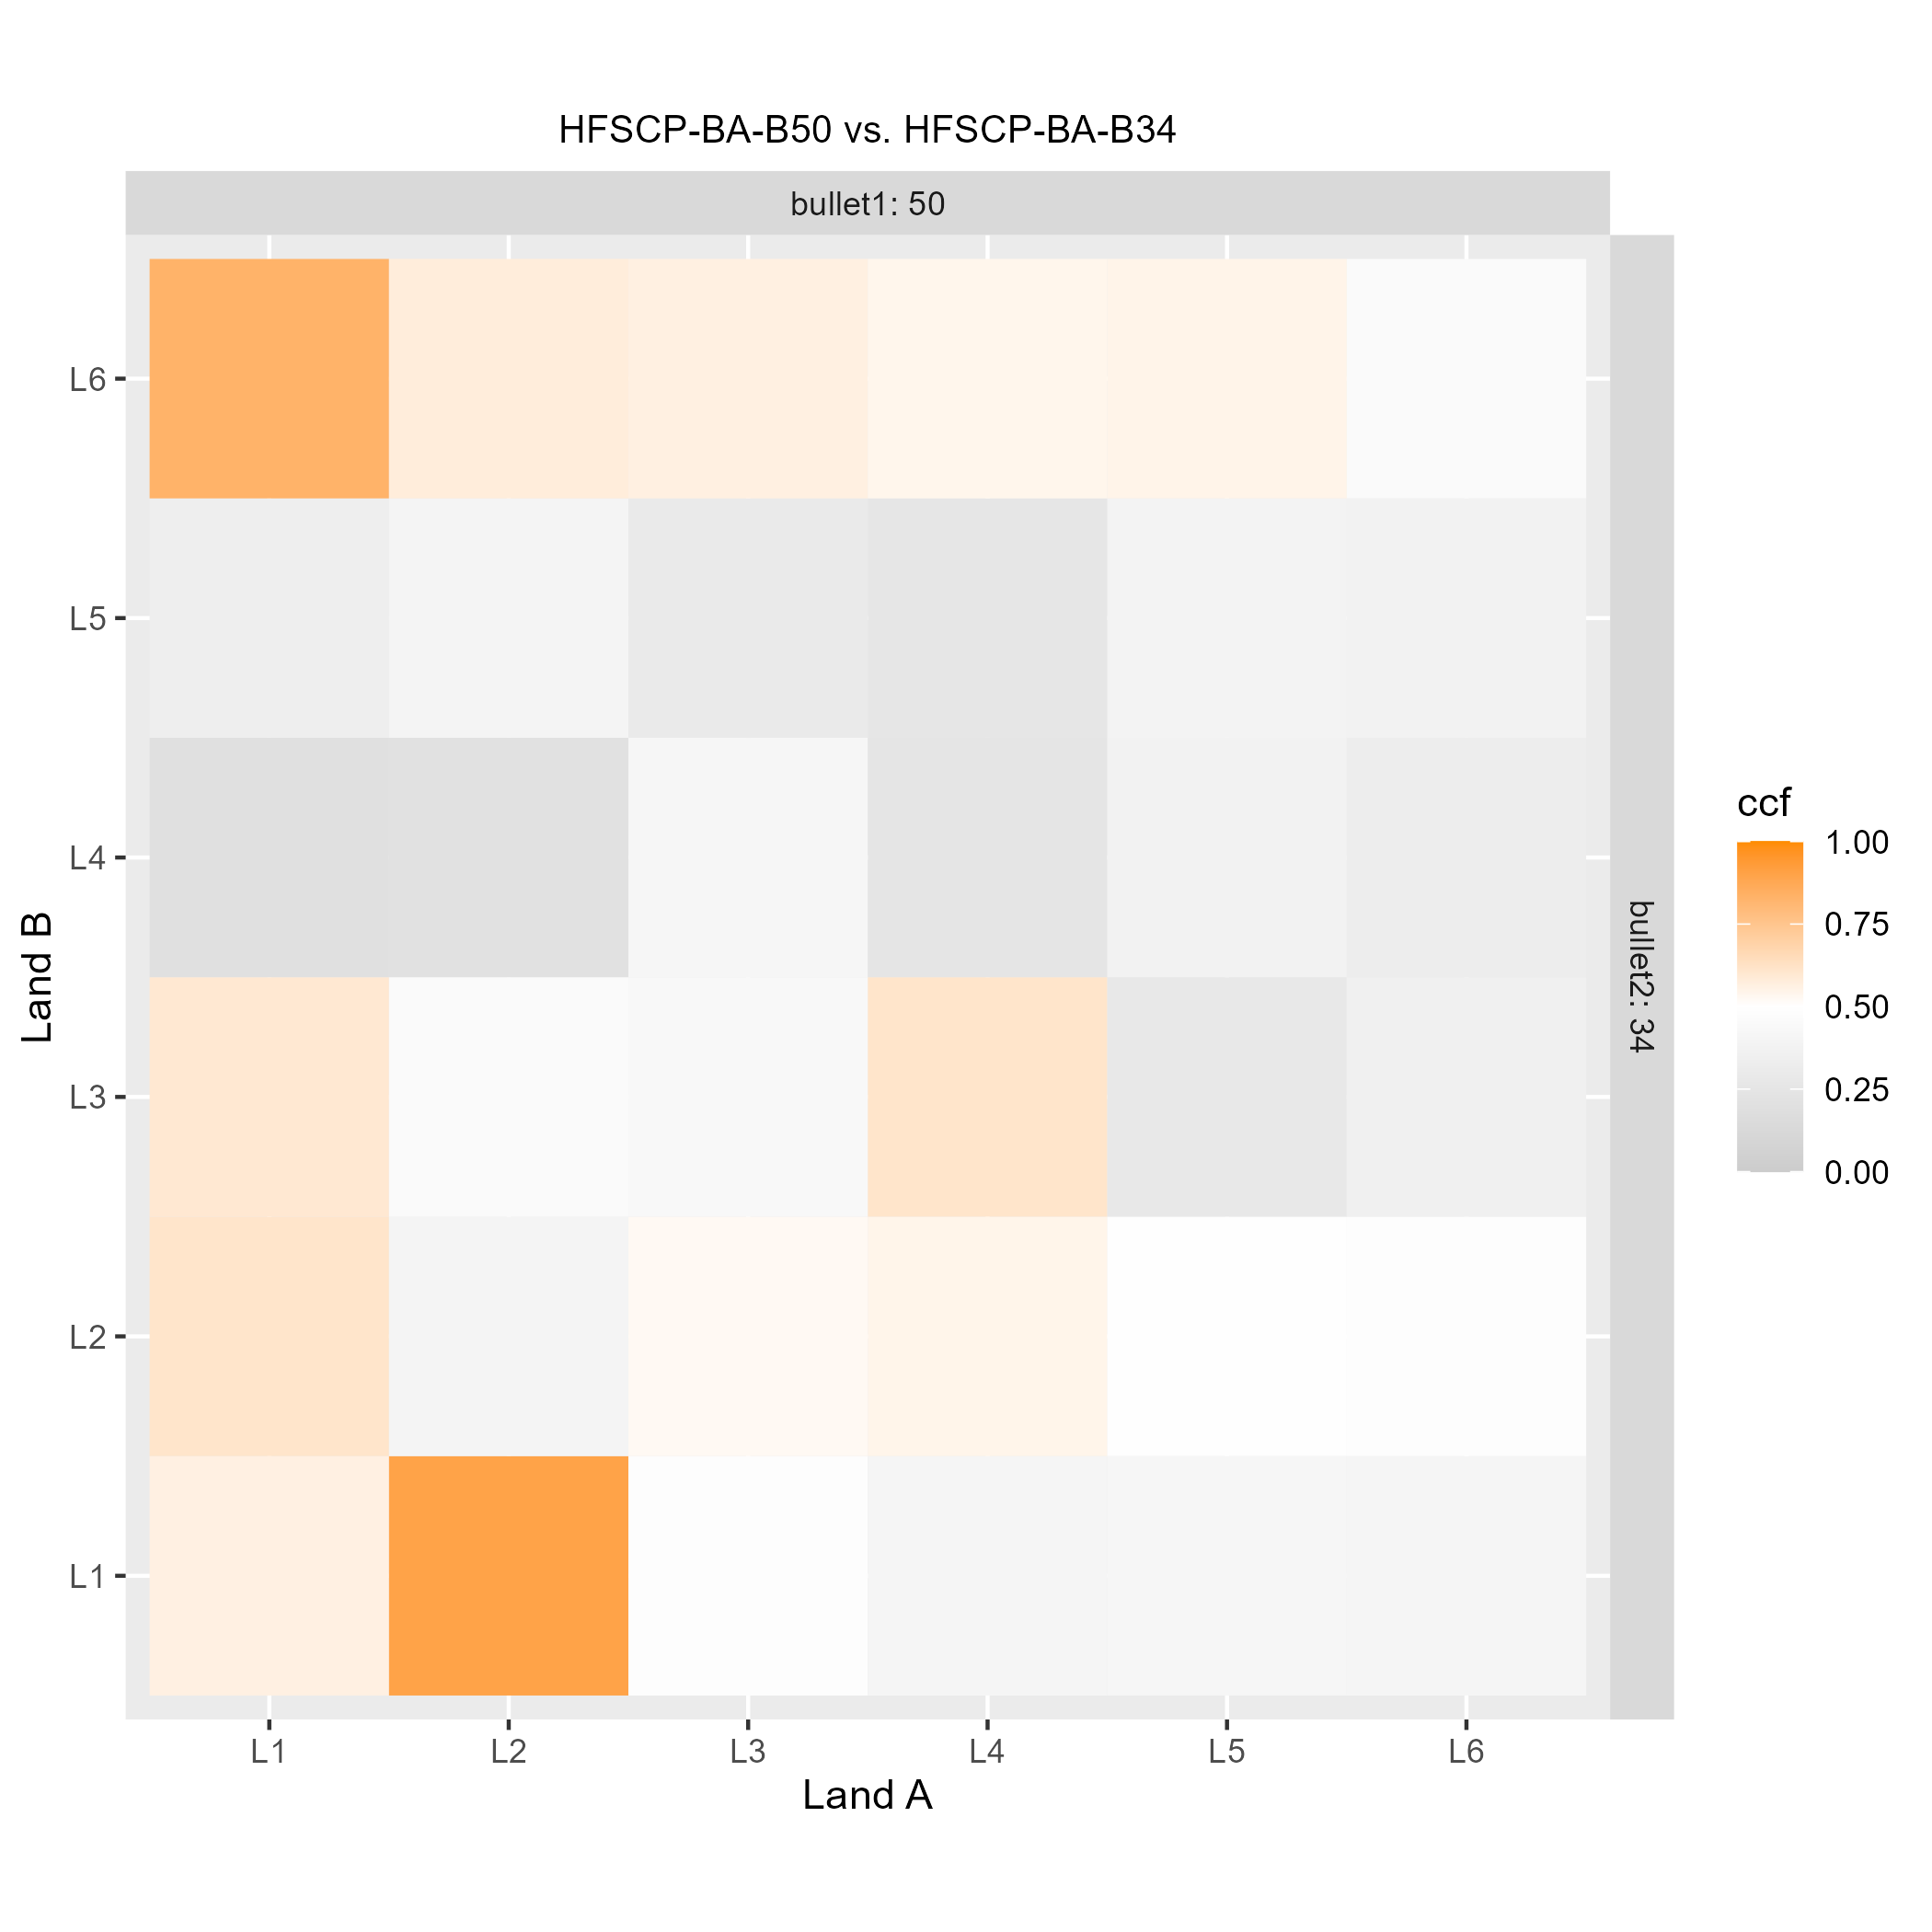 HFSCP-BA-B50 vs. HFSCP-BA-B34
bullet1: 50
L6
L5
L4
L3
L2
L1
Land B
L1 L2 L3 L4 L5 L6
Land A
bullet2: 34
ccf
1.00
0.75
0.50
0.25
0.00